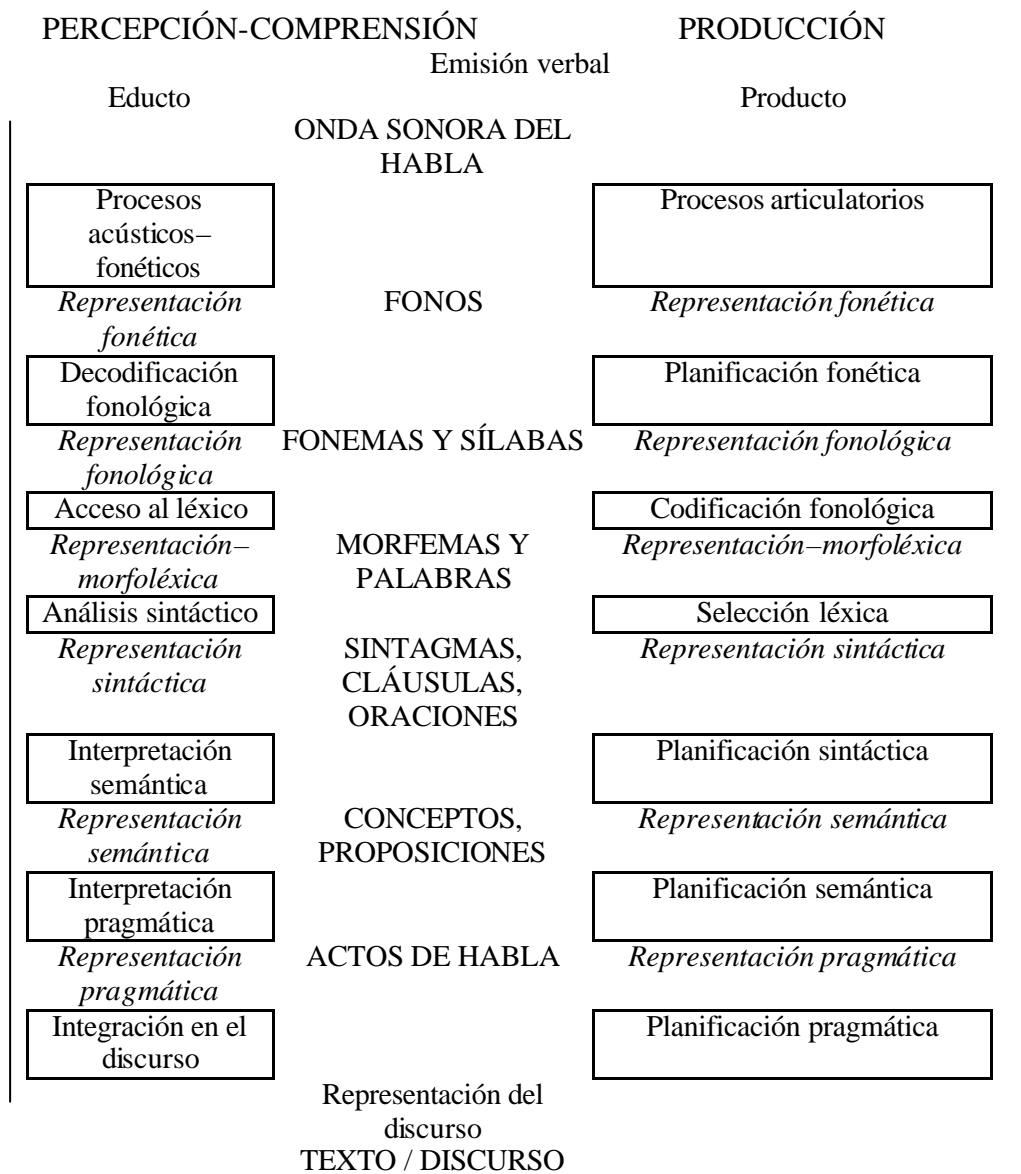 PERCEPCIÓN-COMPRENSIÓN PRODUCCIÓN
Emisión verbal
Educto Producto
ONDA SONORA DEL
HABLA
Procesos Procesos articulatorios
acústicos–
fonéticos
Representación FONOS Representación fonética
fonética
Decodificación Planificación fonética
fonológica
Representación FONEMAS Y SÍLABAS Representación fonológica
fonológica
Acceso al léxico Codificación fonológica
Representación– MORFEMAS Y Representación–morfoléxica
morfoléxica PALABRAS
Análisis sintáctico Selección léxica
Representación SINTAGMAS, Representación sintáctica
sintáctica CLÁUSULAS,
ORACIONES
Interpretación Planificación sintáctica
semántica
Representación CONCEPTOS, Representación semántica
semántica PROPOSICIONES
Interpretación Planificación semántica
pragmática
Representación ACTOS DE HABLA Representación pragmática
pragmática
Integración en el Planificación pragmática
discurso
Representación del
discurso
TEXTO / DISCURSO